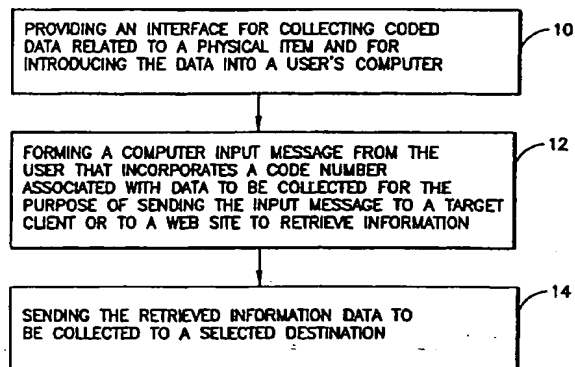 PROVIDING AN INTERFACE FOR COLLECTING CODED
DATA RELATED TO A PHYSICAL ITEM AND FOR
INTRODUCING THE DATA INTO A USER'S COMPUTER
10
FORMING A COMPUTER INPUT MESSAGE FROM THE
USER THAT INCORPORATES A CODE NUMBER
ASSOCIATED WITH DATA TO BE COLLECTED FOR THE
PURPOSE OF SENDING THE INPUT MESSAGE TO A TARGET
CLIENT OR TO A WEB SITE TO RETRIEVE INFORMATION
12
SENDING THE RETRIEVED INFORMATION DATA TO
BE COLLECTED TO A SELECTED DESTINATION
14